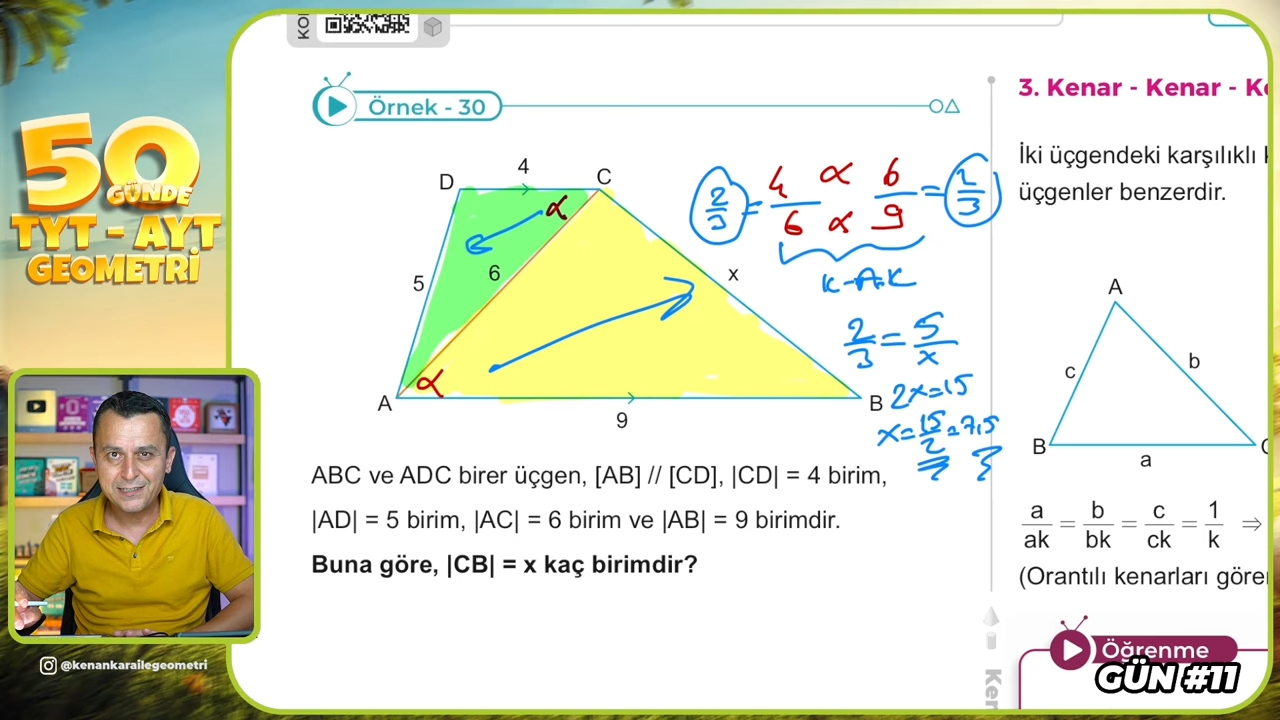 50
GÜNDE
TYT - AYT
GEOMETRİ
@kenankarailegeometri
Örnek - 30
D
4
C
α
5
6
x
A
α
9
B
2/3 = 4/6 α α 6/9 = 2/3
K-A-K
2/3 = 5/x
2x=15
x=15/2=7,5
ABC ve ADC birer üçgen, [AB] // [CD], |CD| = 4 birim,
|AD| = 5 birim, |AC| = 6 birim ve |AB| = 9 birimdir.
Buna göre, |CB| = x kaç birimdir?
3. Kenar - Kenar -
İki üçgendeki karşılıklı
üçgenler benzerdir.
A
c
b
B
a
a/ak = b/bk = c/ck = 1/k ⇒
(Orantılı kenarları
Öğrenme
GÜN #11